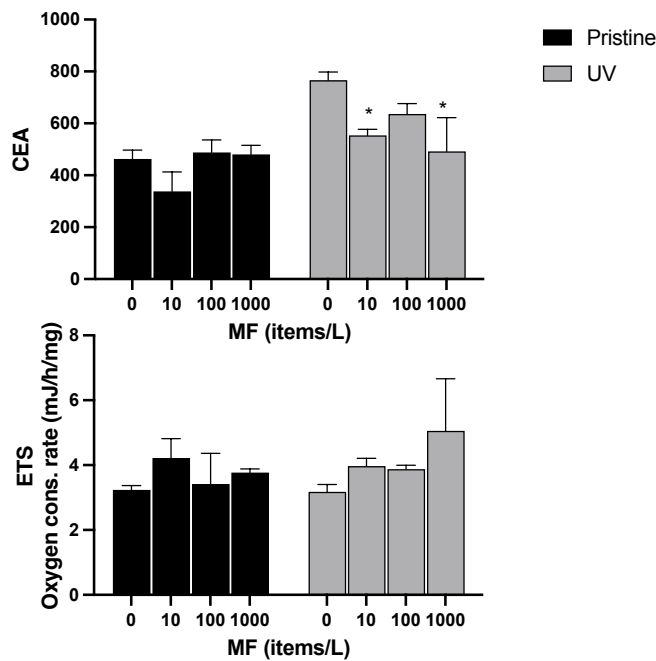 1000
800
600
400
200
0
CEA
* *
0 10 100 1000 0 10 100 1000
MF (items/L)
Pristine
UV
8
6
4
2
0
ETS
Oxygen cons. rate (mJ/h/mg)
0 10 100 1000 0 10 100 1000
MF (items/L)